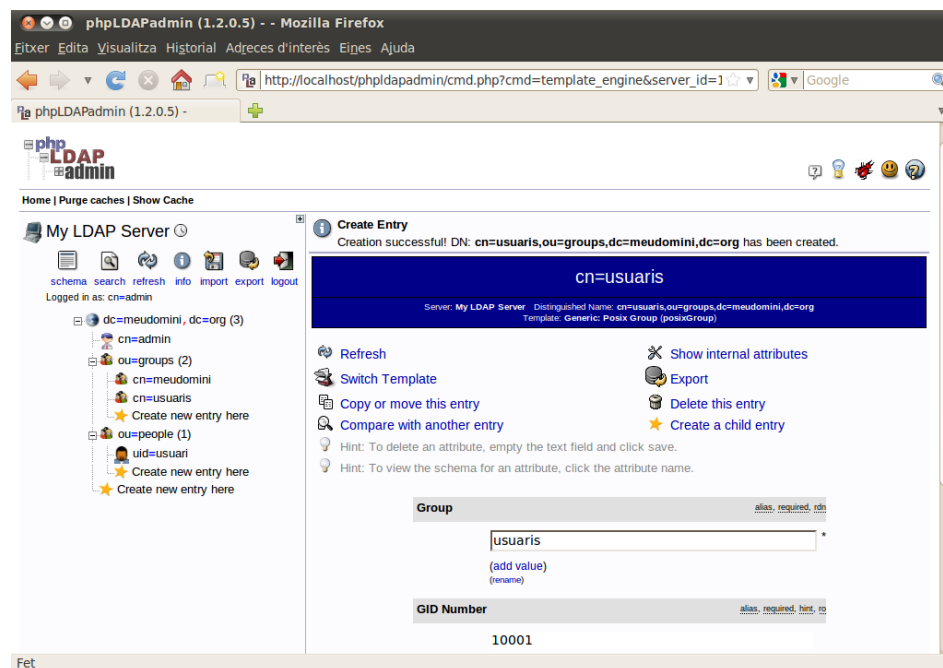 phpLDAPadmin (1.2.0.5) - - Mozilla Firefox
Fitxer Edita Visualitza Historial Adreces d'interès Eines Ajuda
http://localhost/phpldapadmin/cmd.php?cmd=template_engine&server_id=1
Google
phpLDAPadmin (1.2.0.5) -
php
LDAP
admin
Home | Purge caches | Show Cache
My LDAP Server
schema search refresh info import export logout
Logged in as: cn=admin
dc=meudomini, dc=org (3)
cn=admin
ou=groups (2)
cn=meudomini
cn=usuaris
Create new entry here
ou=people (1)
uid=usuari
Create new entry here
Create new entry here
Create Entry
Creation successful! DN: cn=usuaris,ou=groups,dc=meudomini,dc=org has been created.
cn=usuaris
Server: My LDAP Server Distinguished Name: cn=usuaris,ou=groups,dc=meudomini,dc=org
Template: Generic: Posix Group (posixGroup)
Refresh
Show internal attributes
Switch Template
Export
Copy or move this entry
Delete this entry
Compare with another entry
Create a child entry
Hint: To delete an attribute, empty the text field and click save.
Hint: To view the schema for an attribute, click the attribute name.
Group
alias, required, rdn
usuaris *
(add value)
(rename)
GID Number
alias, required, hint, ro
10001
Fet